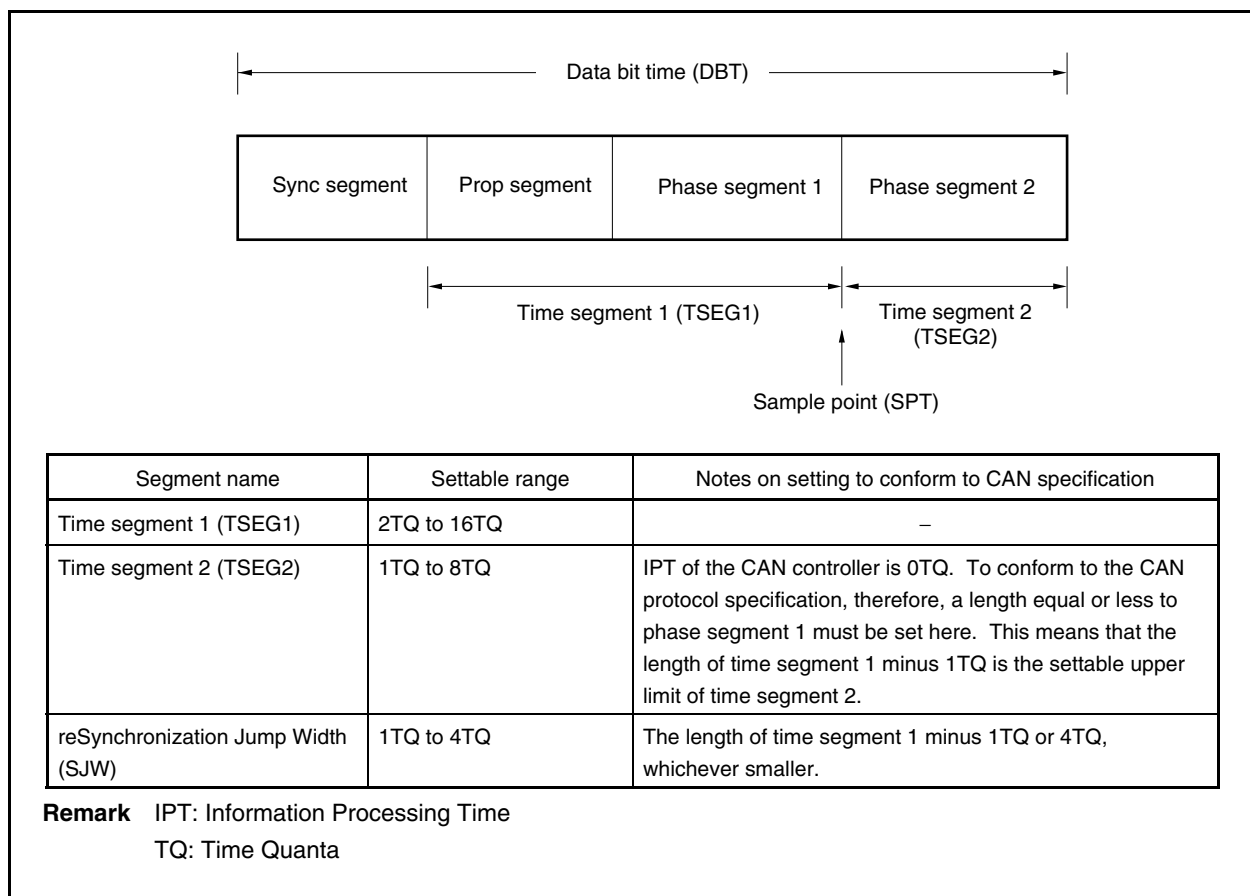 Data bit time (DBT)
Sync segment
Prop segment
Phase segment 1
Phase segment 2
Time segment 1 (TSEG1)
Time segment 2
(TSEG2)
Sample point (SPT)
Segment name
Settable range
Notes on setting to conform to CAN specification
Time segment 1 (TSEG1)
2TQ to 16TQ
–
Time segment 2 (TSEG2)
1TQ to 8TQ
IPT of the CAN controller is 0TQ.  To conform to the CAN
protocol specification, therefore, a length equal or less to
phase segment 1 must be set here.  This means that the
length of time segment 1 minus 1TQ is the settable upper
limit of time segment 2.
reSynchronization Jump Width
(SJW)
1TQ to 4TQ
The length of time segment 1 minus 1TQ or 4TQ,
whichever smaller.
Remark IPT: Information Processing Time
TQ: Time Quanta